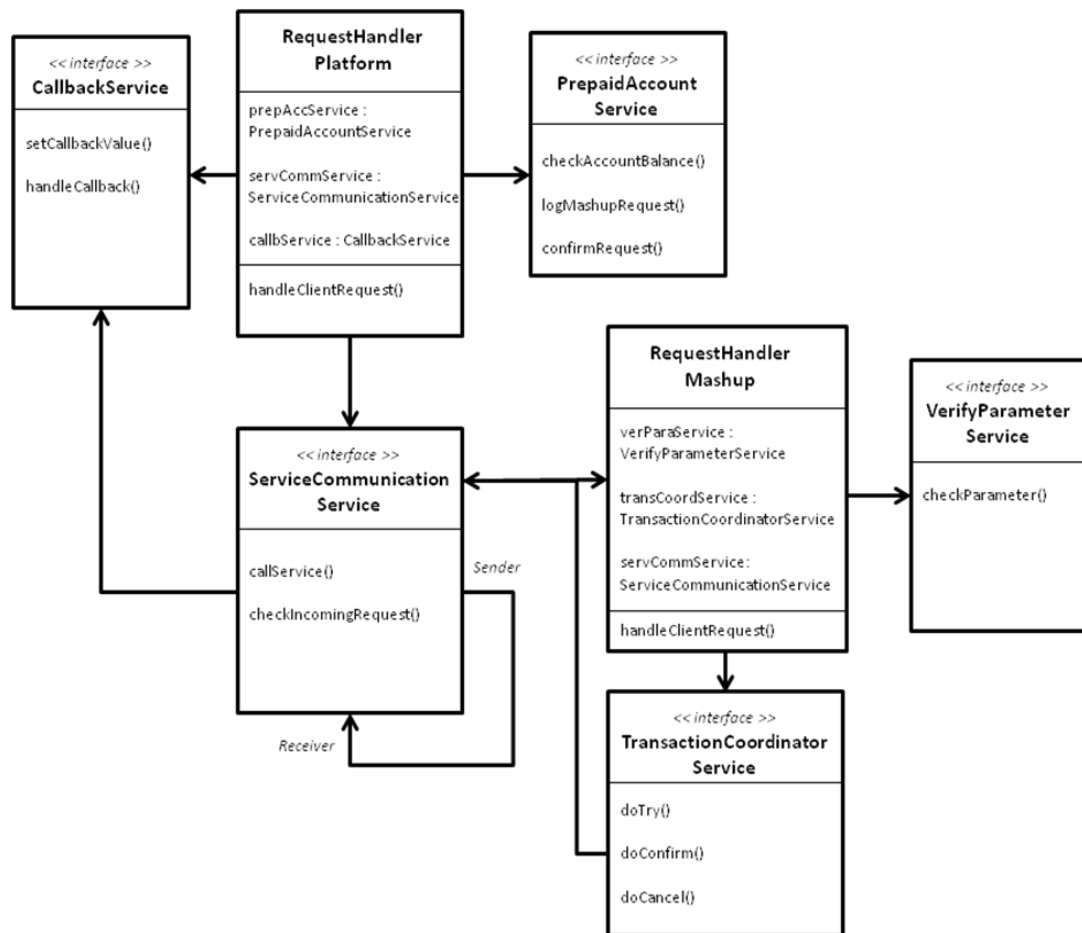 << interface >>
CallbackService
setCallbackValue()
handleCallback()
RequestHandler
Platform
prepAccService :
PrepaidAccountService
servCommService :
ServiceCommunicationService
callbService : CallbackService
handleClientRequest()
<< interface >>
PrepaidAccount
Service
checkAccountBalance()
logMashupRequest()
confirmRequest()
<< interface >>
ServiceCommunication
Service
callService()
checkIncomingRequest()
Sender
Receiver
RequestHandler
Mashup
verParaService :
VerifyParameterService
transCoordService :
TransactionCoordinatorService
servCommService:
ServiceCommunicationService
handleClientRequest()
<< interface >>
VerifyParameter
Service
checkParameter()
<< interface >>
TransactionCoordinator
Service
doTry()
doConfirm()
doCancel()